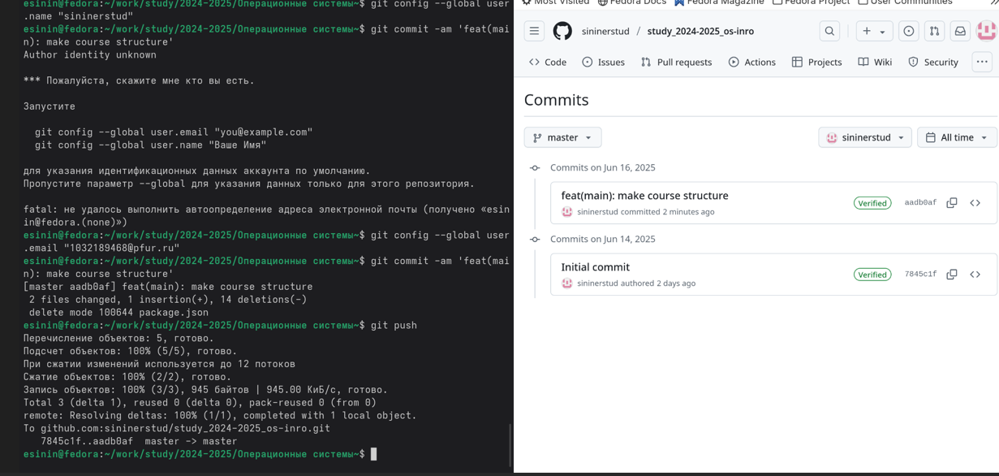 esinin@fedora:~/work/study/2024-2025/Операционные системы~$ git config --global user
.name "sininerstud"
esinin@fedora:~/work/study/2024-2025/Операционные системы~$ git commit -am 'feat(mai
n): make course structure'
Author identity unknown
*** Пожалуйста, скажите мне кто вы есть.
Запустите
git config --global user.email "you@example.com"
git config --global user.name "Ваше Имя"
для указания идентификационных данных аккаунта по умолчанию.
Пропустите параметр --global для указания данных только для этого репозитория.
fatal: не удалось выполнить автоопределение адреса электронной почты (получено «esin
in@fedora.(none)»)
esinin@fedora:~/work/study/2024-2025/Операционные системы~$ git config --global user
.email "1032189468@pfur.ru"
esinin@fedora:~/work/study/2024-2025/Операционные системы~$ git commit -am 'feat(mai
n): make course structure'
[master aadb0af] feat(main): make course structure
2 files changed, 1 insertion(+), 14 deletions(-)
delete mode 100644 package.json
esinin@fedora:~/work/study/2024-2025/Операционные системы~$ git push
Перечисление объектов: 5, готово.
Подсчет объектов: 100% (5/5), готово.
При сжатии изменений используется до 12 потоков
Сжатие объектов: 100% (2/2), готово.
Запись объектов: 100% (3/3), 945 байтов | 945.00 КиБ/с, готово.
Total 3 (delta 1), reused 0 (delta 0), pack-reused 0 (from 0)
remote: Resolving deltas: 100% (1/1), completed with 1 local object.
To github.com:sininerstud/study_2024-2025_os-inro.git
7845c1f..aadb0af master -> master
esinin@fedora:~/work/study/2024-2025/Операционные системы~$
Most Visited Fedora Docs Fedora Magazine Fedora Project User Communities
sininerstud / study_2024-2025_os-inro
Code Issues Pull requests Actions Projects Wiki Security
Commits
master sininerstud All time
Commits on Jun 16, 2025
feat(main): make course structure
sininerstud committed 2 minutes ago
Verified aadb0af
Commits on Jun 14, 2025
Initial commit
sininerstud authored 2 days ago
Verified 7845c1f